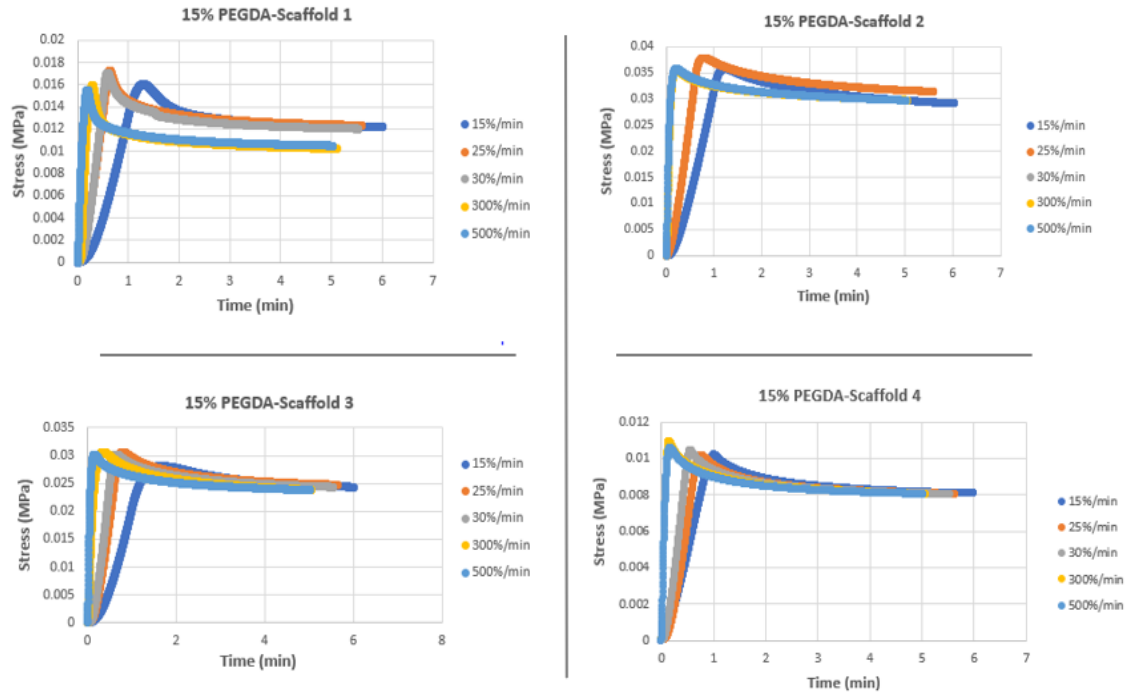 15% PEGDA-Scaffold 1
0.02
0.018
0.016
0.014
0.012
0.01
0.008
0.006
0.004
0.002
0
Stress (MPa)
0 1 2 3 4 5 6 7
Time (min)
15%/min
25%/min
30%/min
300%/min
500%/min
15% PEGDA-Scaffold 2
0.04
0.035
0.03
0.025
0.02
0.015
0.01
0.005
0
Stress (MPa)
0 1 2 3 4 5 6 7
Time (min)
15%/min
25%/min
30%/min
300%/min
500%/min
15% PEGDA-Scaffold 3
0.035
0.03
0.025
0.02
0.015
0.01
0.005
0
Stress (MPa)
0 2 4 6 8
Time (min)
15%/min
25%/min
30%/min
300%/min
500%/min
15% PEGDA-Scaffold 4
0.012
0.01
0.008
0.006
0.004
0.002
0
Stress (MPa)
0 1 2 3 4 5 6 7
Time (min)
15%/min
25%/min
30%/min
300%/min
500%/min